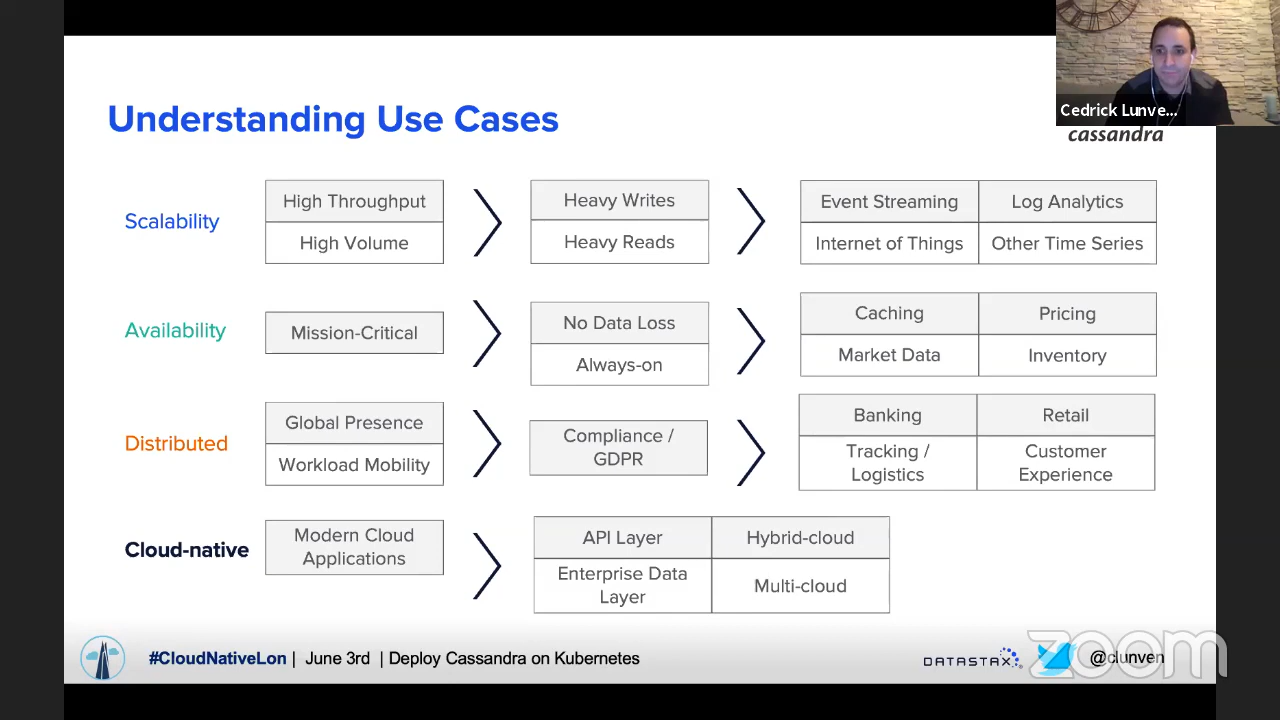 Cedrick Lunve...
cassandra
Understanding Use Cases
Scalability
High Throughput
High Volume
Heavy Writes
Heavy Reads
Event Streaming
Log Analytics
Internet of Things
Other Time Series
Availability
Mission-Critical
No Data Loss
Always-on
Caching
Pricing
Market Data
Inventory
Distributed
Global Presence
Workload Mobility
Compliance /
GDPR
Banking
Retail
Tracking /
Logistics
Customer
Experience
Cloud-native
Modern Cloud
Applications
API Layer
Hybrid-cloud
Enterprise Data
Layer
Multi-cloud
#CloudNativeLon | June 3rd | Deploy Cassandra on Kubernetes
DATASTAX
@clunven
zoom